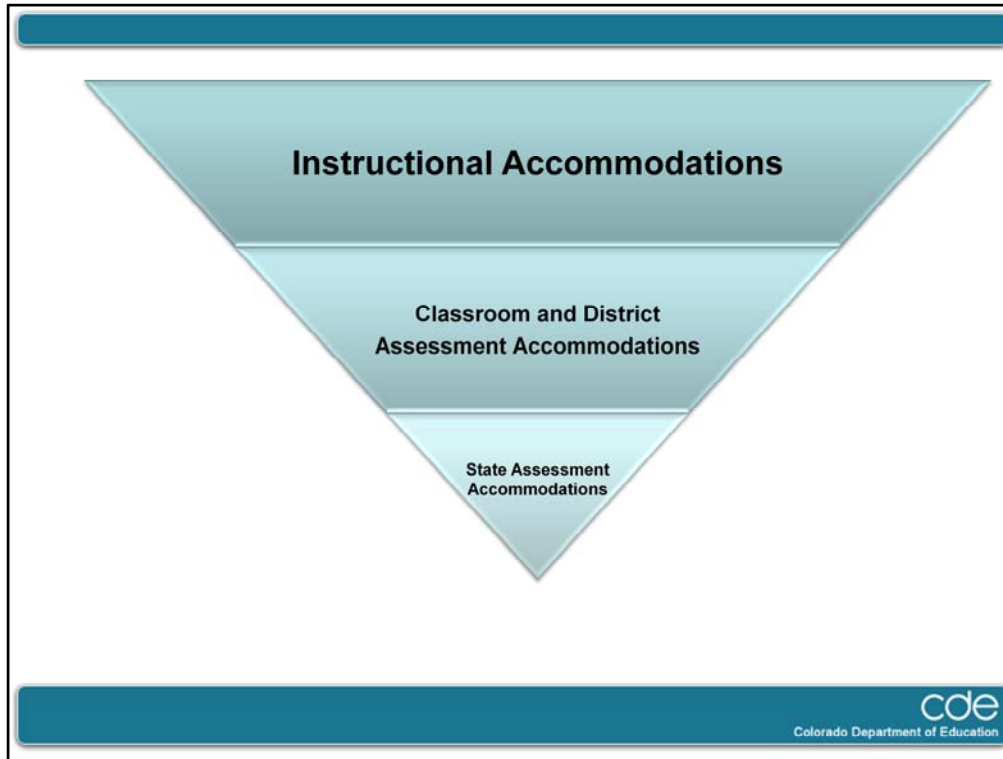 Instructional Accommodations
Classroom and District
Assessment Accommodations
State Assessment
Accommodations
cde
Colorado Department of Education